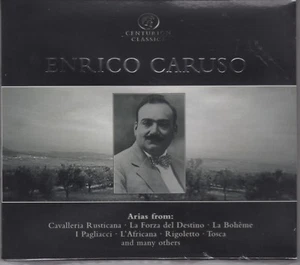 CENTURION
CLASSICS
ENRICO CARUSO
Arias from:
Cavalleria Rusticana · La Forza del Destino · La Bohème
I Pagliacci · L'Africana · Rigoletto · Tosca
and many others